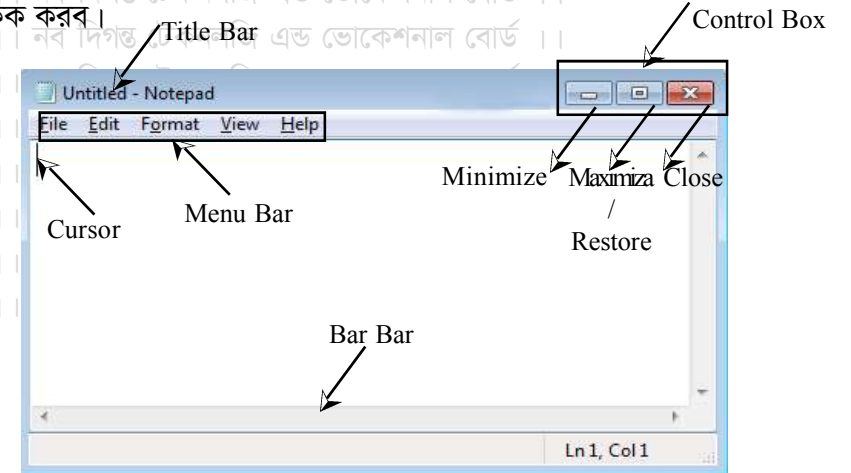 করব।
Title Bar
Control Box
নব দিগন্ত টেকনোলজি এন্ড ভোকেশনাল বোর্ড ।।
Untitled - Notepad
File Edit Format View Help
Minimize Maximiza Close
/
Restore
Cursor
Menu Bar
Bar Bar
Ln 1, Col 1